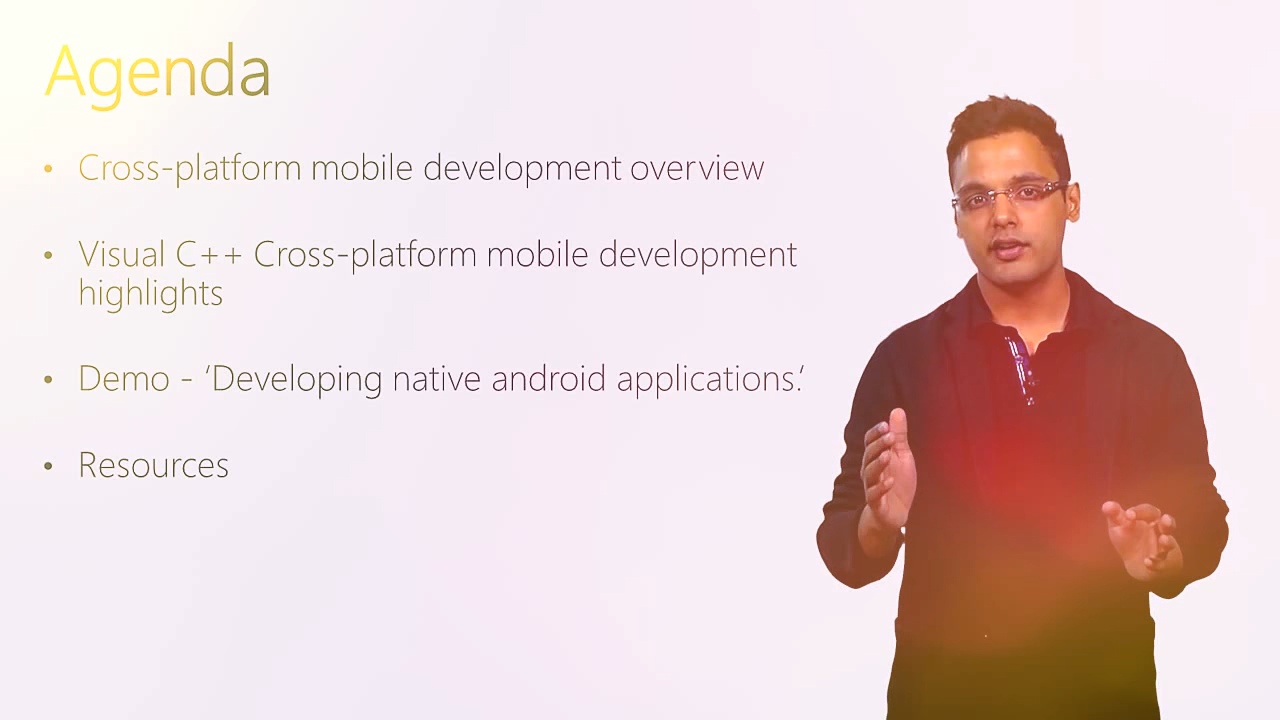 Agenda
• Cross-platform mobile development overview
• Visual C++ Cross-platform mobile development
highlights
• Demo - ‘Developing native android applications.’
• Resources